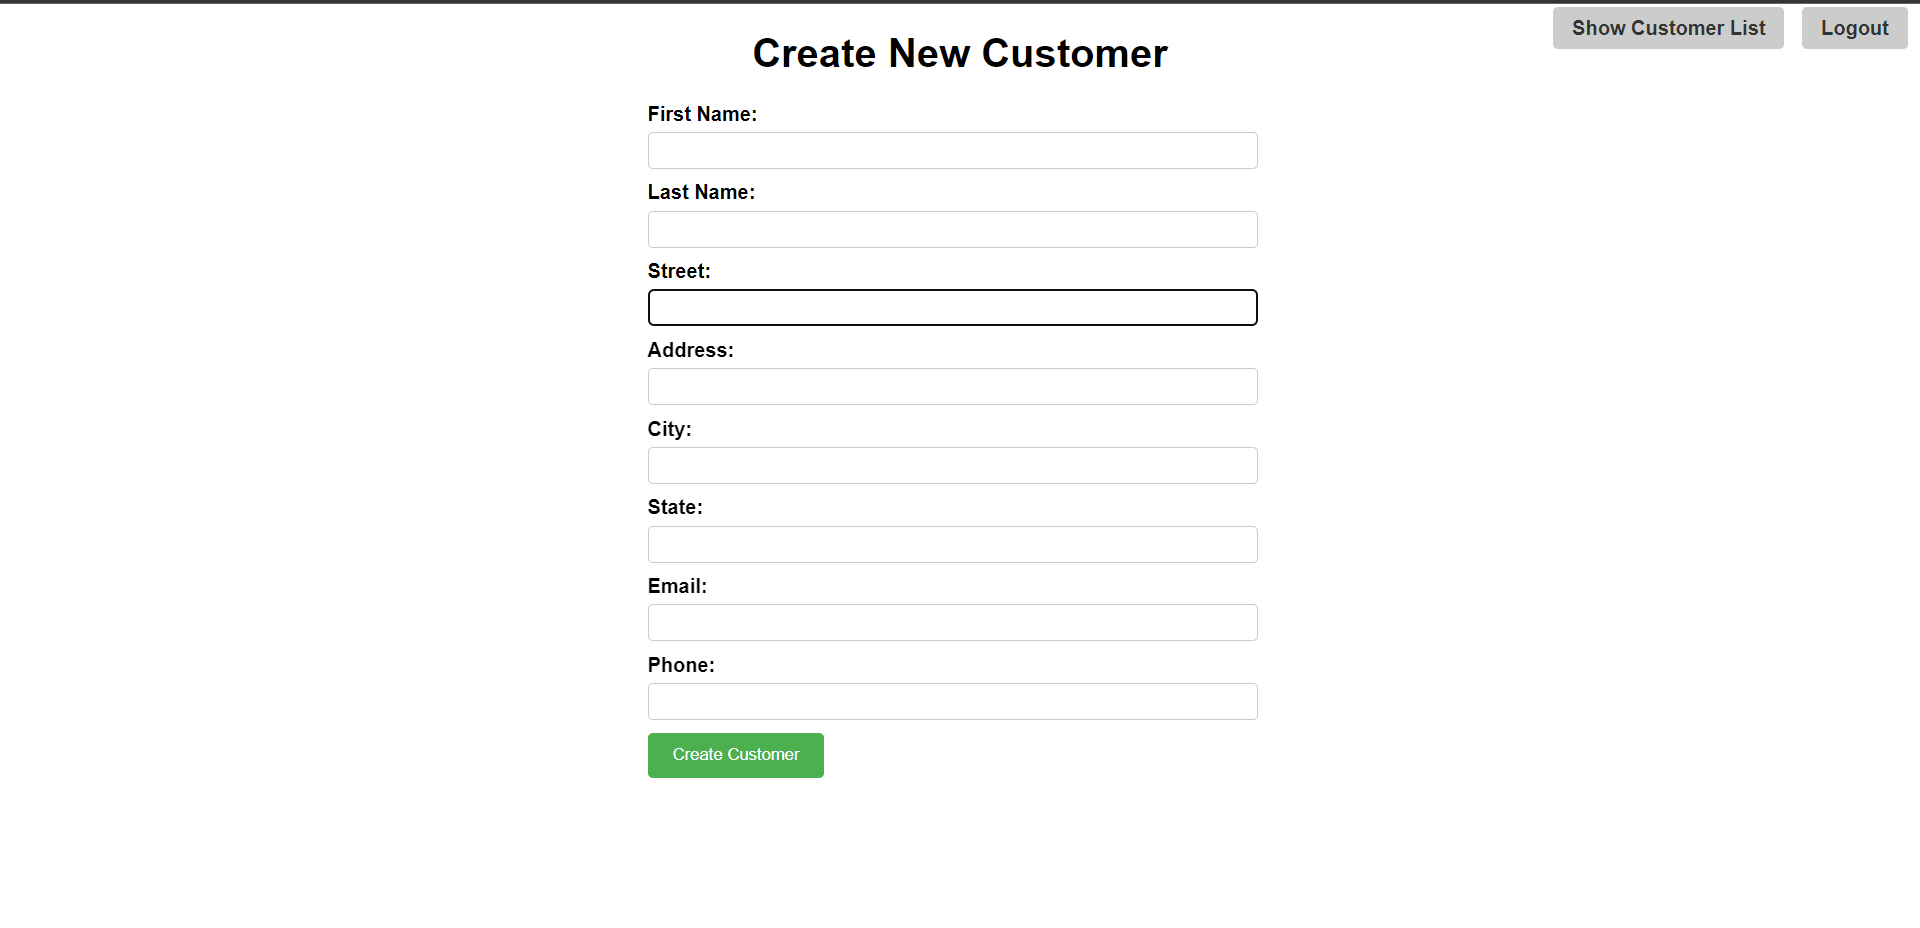 Show Customer List
Logout
Create New Customer
First Name:
Last Name:
Street:
Address:
City:
State:
Email:
Phone:
Create Customer